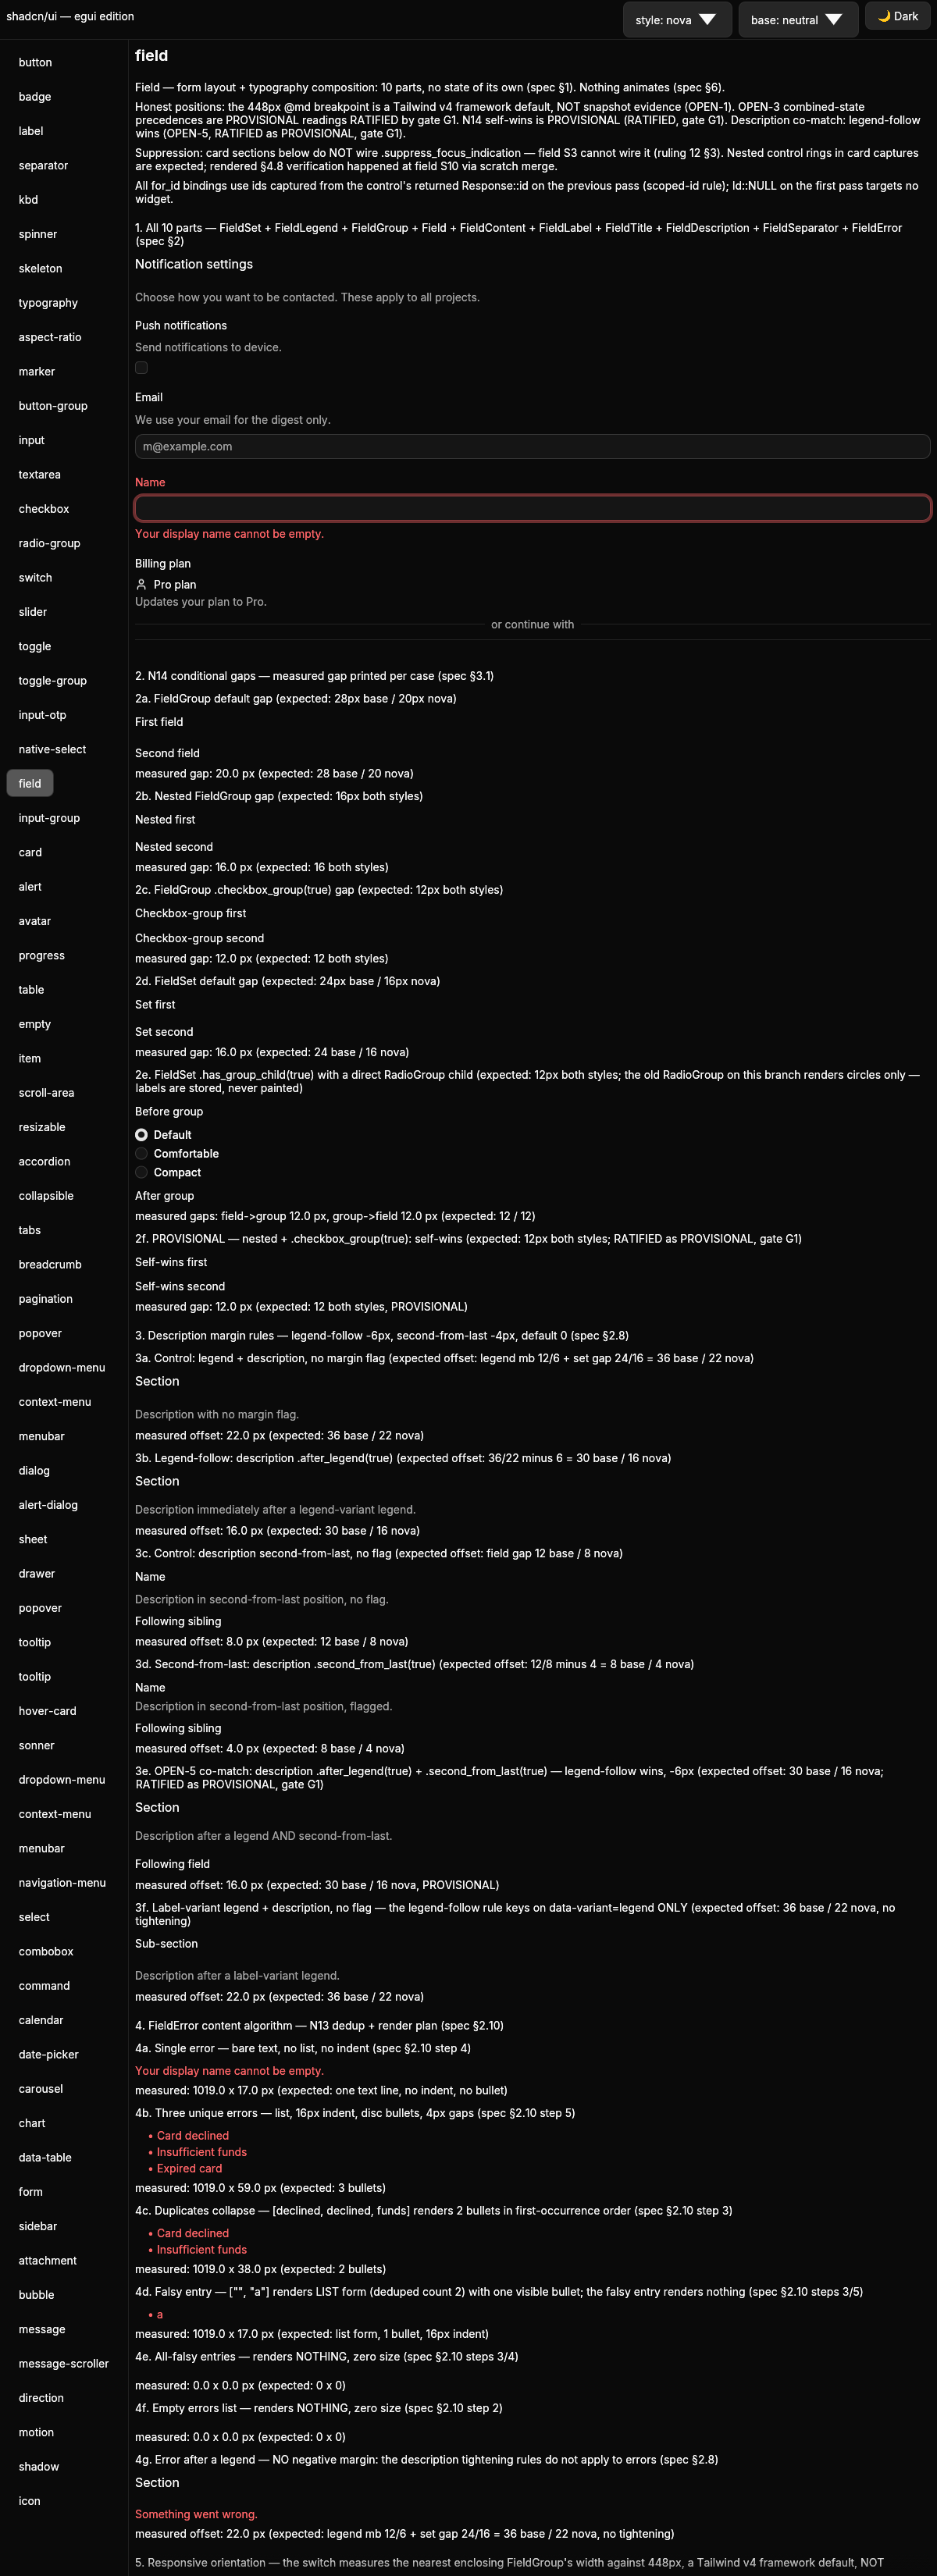 shadcn/ui — egui edition
style: nova
base: neutral
🌙 Dark
button
badge
label
separator
kbd
spinner
skeleton
typography
aspect-ratio
marker
button-group
input
textarea
checkbox
radio-group
switch
slider
toggle
toggle-group
input-otp
native-select
field
input-group
card
alert
avatar
progress
table
empty
item
scroll-area
resizable
accordion
collapsible
tabs
breadcrumb
pagination
popover
dropdown-menu
context-menu
menubar
dialog
alert-dialog
sheet
drawer
popover
tooltip
tooltip
hover-card
sonner
dropdown-menu
context-menu
menubar
navigation-menu
select
combobox
command
calendar
date-picker
carousel
chart
data-table
form
sidebar
attachment
bubble
message
message-scroller
direction
motion
shadow
icon
field
Field — form layout + typography composition: 10 parts, no state of its own (spec §1). Nothing animates (spec §6).
Honest positions: the 448px @md breakpoint is a Tailwind v4 framework default, NOT snapshot evidence (OPEN-1). OPEN-3 combined-state
precedences are PROVISIONAL readings RATIFIED by gate G1. N14 self-wins is PROVISIONAL (RATIFIED, gate G1). Description co-match: legend-follow
wins (OPEN-5, RATIFIED as PROVISIONAL, gate G1).
Suppression: card sections below do NOT wire .suppress_focus_indication — field S3 cannot wire it (ruling 12 §3). Nested control rings in card captures
are expected; rendered §4.8 verification happened at field S10 via scratch merge.
All for_id bindings use ids captured from the control's returned Response::id on the previous pass (scoped-id rule); Id::NULL on the first pass targets no
widget.
1. All 10 parts — FieldSet + FieldLegend + FieldGroup + Field + FieldContent + FieldLabel + FieldTitle + FieldDescription + FieldSeparator + FieldError
(spec §2)
Notification settings
Choose how you want to be contacted. These apply to all projects.
Push notifications
Send notifications to device.
Email
We use your email for the digest only.
m@example.com
Name
Your display name cannot be empty.
Billing plan
Pro plan
Updates your plan to Pro.
or continue with
2. N14 conditional gaps — measured gap printed per case (spec §3.1)
2a. FieldGroup default gap (expected: 28px base / 20px nova)
First field
Second field
measured gap: 20.0 px (expected: 28 base / 20 nova)
2b. Nested FieldGroup gap (expected: 16px both styles)
Nested first
Nested second
measured gap: 16.0 px (expected: 16 both styles)
2c. FieldGroup .checkbox_group(true) gap (expected: 12px both styles)
Checkbox-group first
Checkbox-group second
measured gap: 12.0 px (expected: 12 both styles)
2d. FieldSet default gap (expected: 24px base / 16px nova)
Set first
Set second
measured gap: 16.0 px (expected: 24 base / 16 nova)
2e. FieldSet .has_group_child(true) with a direct RadioGroup child (expected: 12px both styles; the old RadioGroup on this branch renders circles only —
labels are stored, never painted)
Before group
Default
Comfortable
Compact
After group
measured gaps: field->group 12.0 px, group->field 12.0 px (expected: 12 / 12)
2f. PROVISIONAL — nested + .checkbox_group(true): self-wins (expected: 12px both styles; RATIFIED as PROVISIONAL, gate G1)
Self-wins first
Self-wins second
measured gap: 12.0 px (expected: 12 both styles, PROVISIONAL)
3. Description margin rules — legend-follow -6px, second-from-last -4px, default 0 (spec §2.8)
3a. Control: legend + description, no margin flag (expected offset: legend mb 12/6 + set gap 24/16 = 36 base / 22 nova)
Section
Description with no margin flag.
measured offset: 22.0 px (expected: 36 base / 22 nova)
3b. Legend-follow: description .after_legend(true) (expected offset: 36/22 minus 6 = 30 base / 16 nova)
Section
Description immediately after a legend-variant legend.
measured offset: 16.0 px (expected: 30 base / 16 nova)
3c. Control: description second-from-last, no flag (expected offset: field gap 12 base / 8 nova)
Name
Description in second-from-last position, no flag.
Following sibling
measured offset: 8.0 px (expected: 12 base / 8 nova)
3d. Second-from-last: description .second_from_last(true) (expected offset: 12/8 minus 4 = 8 base / 4 nova)
Name
Description in second-from-last position, flagged.
Following sibling
measured offset: 4.0 px (expected: 8 base / 4 nova)
3e. OPEN-5 co-match: description .after_legend(true) + .second_from_last(true) — legend-follow wins, -6px (expected offset: 30 base / 16 nova;
RATIFIED as PROVISIONAL, gate G1)
Section
Description after a legend AND second-from-last.
Following field
measured offset: 16.0 px (expected: 30 base / 16 nova, PROVISIONAL)
3f. Label-variant legend + description, no flag — the legend-follow rule keys on data-variant=legend ONLY (expected offset: 36 base / 22 nova, no
tightening)
Sub-section
Description after a label-variant legend.
measured offset: 22.0 px (expected: 36 base / 22 nova)
4. FieldError content algorithm — N13 dedup + render plan (spec §2.10)
4a. Single error — bare text, no list, no indent (spec §2.10 step 4)
Your display name cannot be empty.
measured: 1019.0 x 17.0 px (expected: one text line, no indent, no bullet)
4b. Three unique errors — list, 16px indent, disc bullets, 4px gaps (spec §2.10 step 5)
• Card declined
• Insufficient funds
• Expired card
measured: 1019.0 x 59.0 px (expected: 3 bullets)
4c. Duplicates collapse — [declined, declined, funds] renders 2 bullets in first-occurrence order (spec §2.10 step 3)
• Card declined
• Insufficient funds
measured: 1019.0 x 38.0 px (expected: 2 bullets)
4d. Falsy entry — ["", "a"] renders LIST form (deduped count 2) with one visible bullet; the falsy entry renders nothing (spec §2.10 steps 3/5)
• a
measured: 1019.0 x 17.0 px (expected: list form, 1 bullet, 16px indent)
4e. All-falsy entries — renders NOTHING, zero size (spec §2.10 steps 3/4)
measured: 0.0 x 0.0 px (expected: 0 x 0)
4f. Empty errors list — renders NOTHING, zero size (spec §2.10 step 2)
measured: 0.0 x 0.0 px (expected: 0 x 0)
4g. Error after a legend — NO negative margin: the description tightening rules do not apply to errors (spec §2.8)
Section
Something went wrong.
measured offset: 22.0 px (expected: legend mb 12/6 + set gap 24/16 = 36 base / 22 nova, no tightening)
5. Responsive orientation — the switch measures the nearest enclosing FieldGroup's width against 448px, a Tailwind v4 framework default, NOT